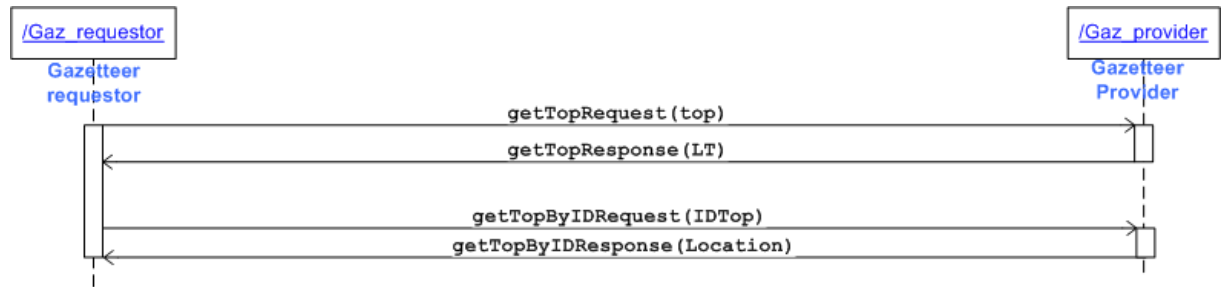 /Gaz_requestor
/Gaz_provider
Gazetteer
requestor
Gazetteer
Provider
getTopRequest(top)
getTopResponse(LT)
getTopByIDRequest(IDTop)
getTopByIDResponse(Location)